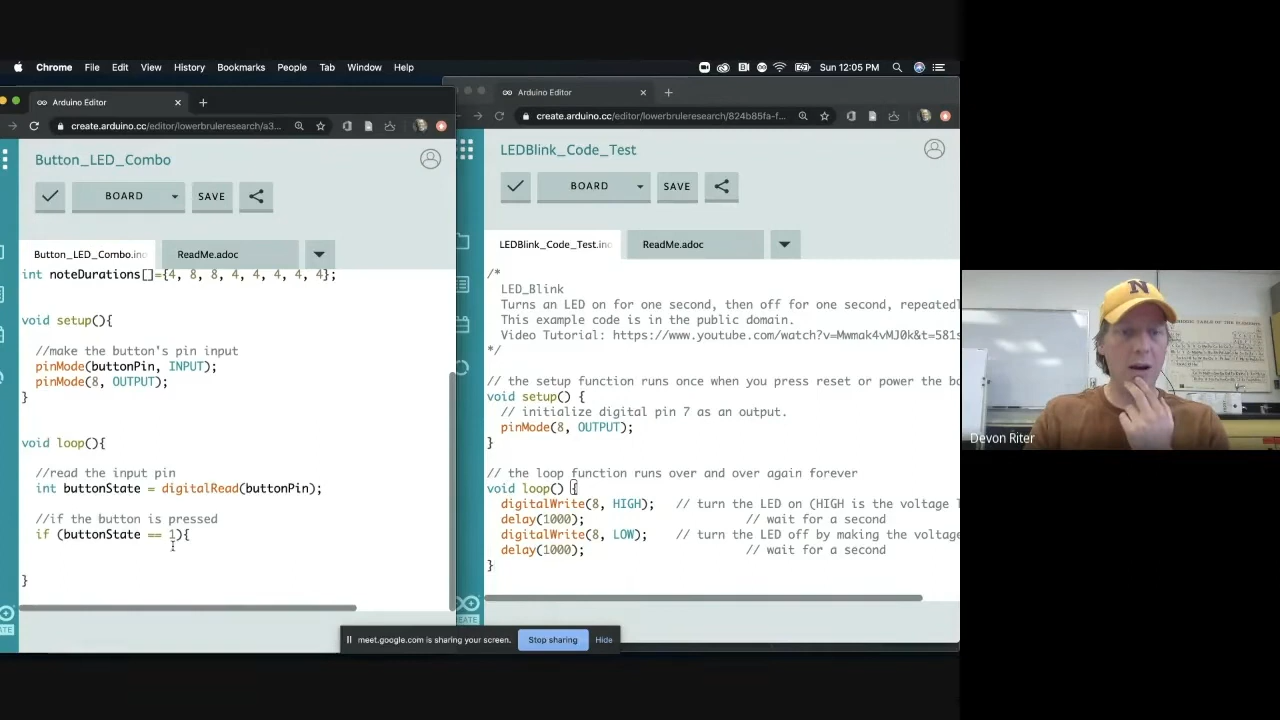 Chrome File Edit View History Bookmarks People Tab Window Help
Sun 12:05 PM
Arduino Editor
create.arduino.cc/editor/lowerbruleresearch/a3...
Button_LED_Combo
BOARD
SAVE
Button_LED_Combo.ino
ReadMe.adoc
int noteDurations[]={4, 8, 8, 4, 4, 4, 4, 4};
void setup(){
//make the button's pin input
pinMode(buttonPin, INPUT);
pinMode(8, OUTPUT);
}
void loop(){
//read the input pin
int buttonState = digitalRead(buttonPin);
//if the button is pressed
if (buttonState == 1){
}
Arduino Editor
create.arduino.cc/editor/lowerbruleresearch/824b85fa-f...
LEDBlink_Code_Test
BOARD
SAVE
LEDBlink_Code_Test.ino
ReadMe.adoc
/*
LED_Blink
Turns an LED on for one second, then off for one second, repeatedl
This example code is in the public domain.
Video Tutorial: https://www.youtube.com/watch?v=Mwmak4vMJ0k&t=581s
*/
// the setup function runs once when you press reset or power the bo
void setup() {
// initialize digital pin 7 as an output.
pinMode(8, OUTPUT);
}
// the loop function runs over and over again forever
void loop() {
digitalWrite(8, HIGH); // turn the LED on (HIGH is the voltage l
delay(1000); // wait for a second
digitalWrite(8, LOW); // turn the LED off by making the voltage
delay(1000); // wait for a second
}
meet.google.com is sharing your screen.
Stop sharing
Hide
N
Devon Riter